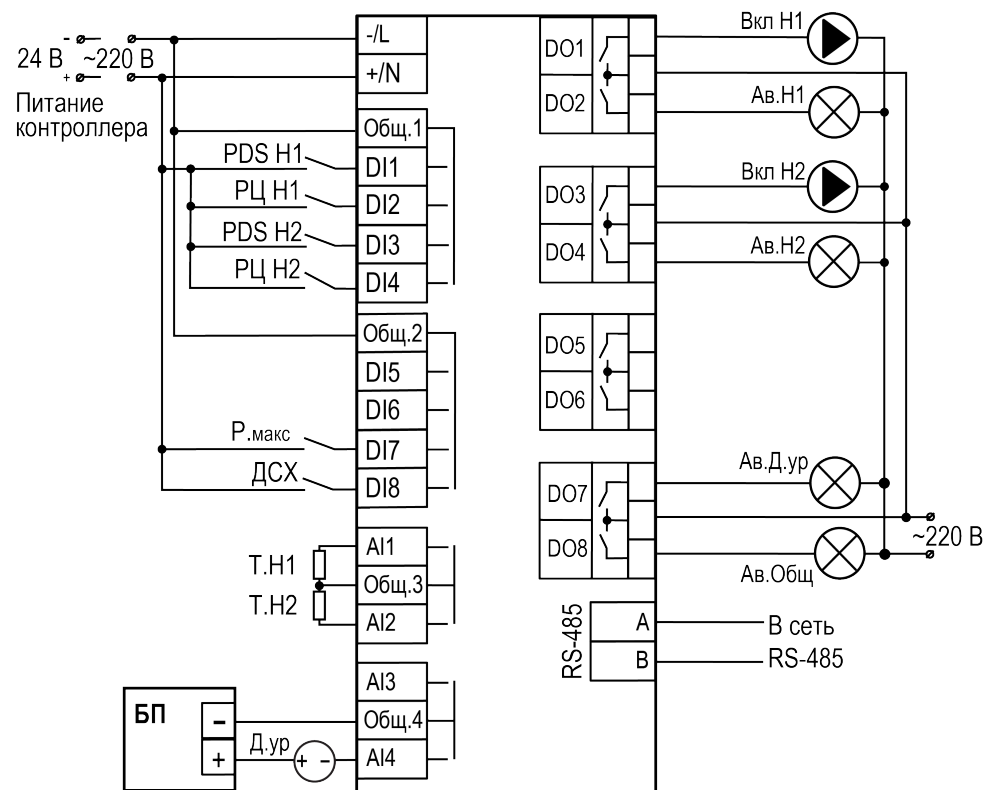 -
24 В ~220 В
+
Питание
контроллера
-/L
+/N
Общ.1
PDS Н1
DI1
РЦ Н1
DI2
PDS Н2
DI3
РЦ Н2
DI4
Общ.2
DI5
DI6
Р.макс
DI7
ДСХ
DI8
AI1
Т.Н1
Общ.3
Т.Н2
AI2
AI3
БП
-
Общ.4
+
Д.ур
+ -
AI4
DO1
Вкл Н1
DO2
Ав.Н1
DO3
Вкл Н2
DO4
Ав.Н2
DO5
DO6
DO7
Ав.Д.ур
~220 В
DO8
Ав.Общ
RS-485
A
В сеть
B
RS-485